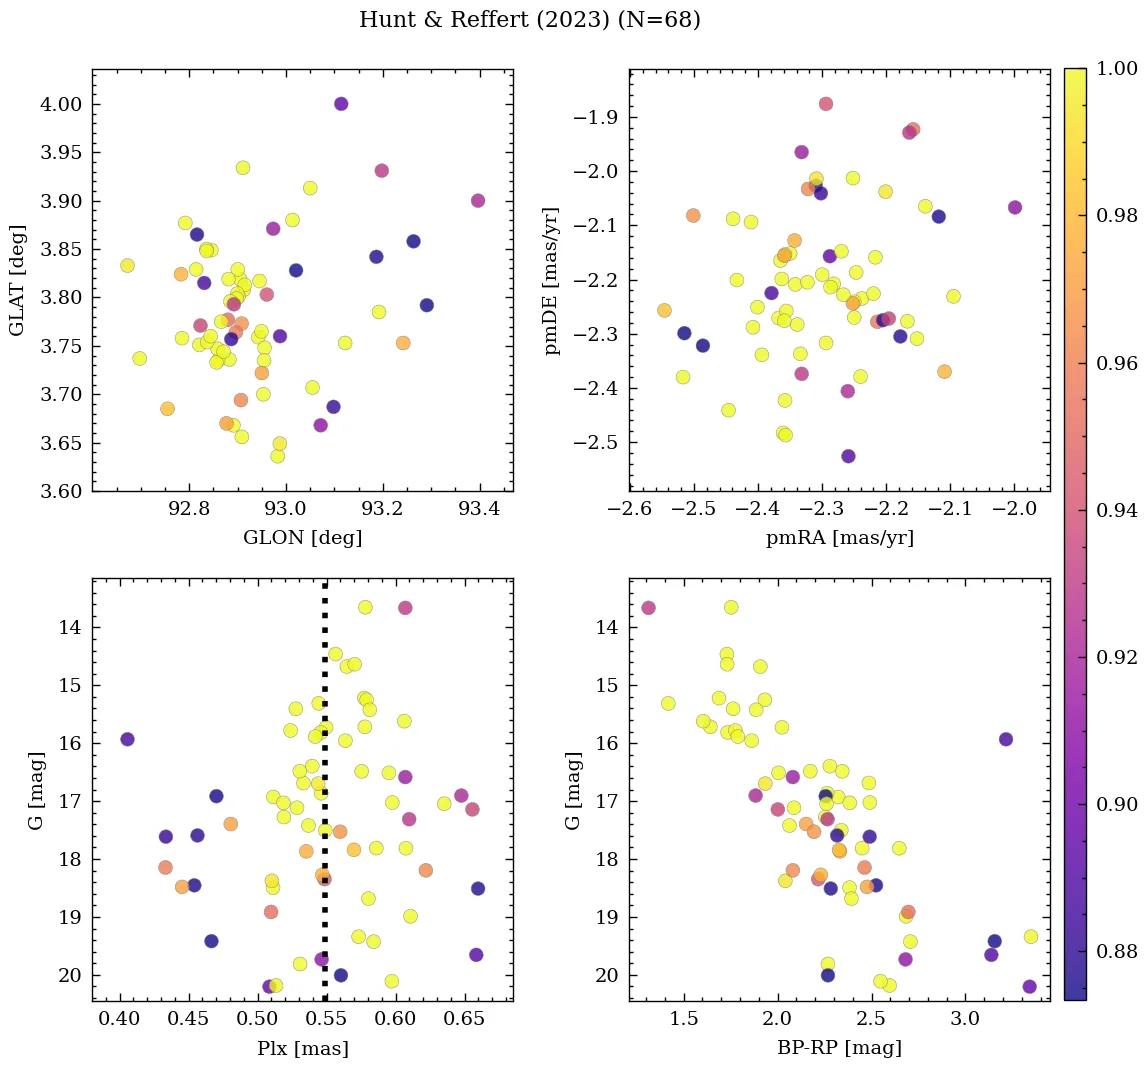 Hunt & Reffert (2023) (N=68)
4.00
3.95
3.90
3.85
3.80
3.75
3.70
3.65
3.60
GLAT [deg]
92.8 93.0 93.2 93.4
GLON [deg]
−1.9
−2.0
−2.1
−2.2
−2.3
−2.4
−2.5
pmDE [mas/yr]
−2.6 −2.5 −2.4 −2.3 −2.2 −2.1 −2.0
pmRA [mas/yr]
1.00
0.98
0.96
0.94
0.92
0.90
0.88
14
15
16
17
18
19
20
G [mag]
0.40 0.45 0.50 0.55 0.60 0.65
Plx [mas]
14
15
16
17
18
19
20
G [mag]
1.5 2.0 2.5 3.0
BP-RP [mag]